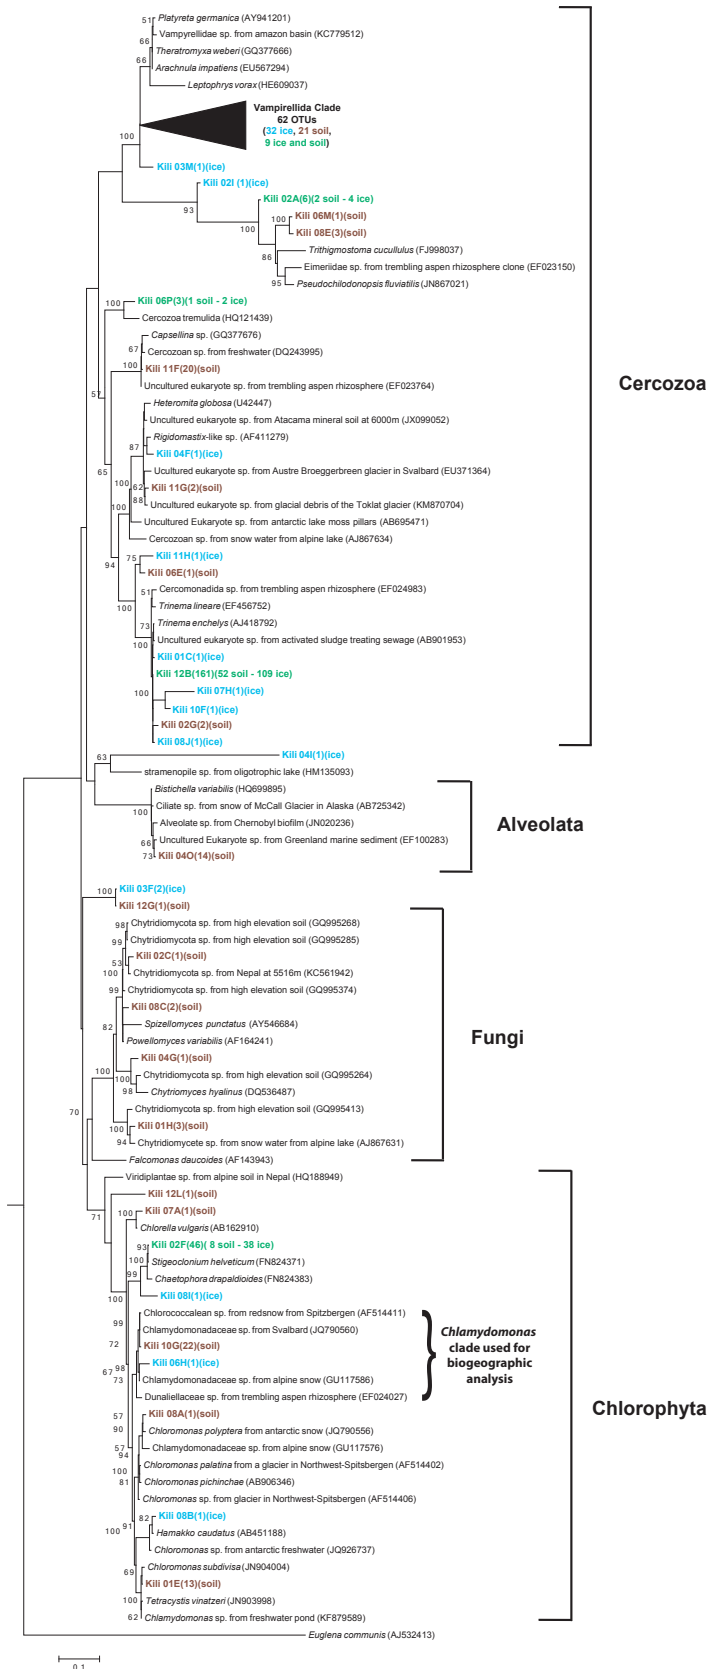 51
Platyreta germanica (AY941201)
Vampyrellidae sp. from amazon basin (KC779512)
66
Theratromyxa weberi (GQ377666)
66
Arachnula impatiens (EU567294)
Leptophrys vorax (HE609037)
Vampirellida Clade
62 OTUs
(32 ice, 21 soil,
9 ice and soil)
100
Kili 03M(1)(ice)
Kili 02I (1)(ice)
93
Kili 02A(6)(2 soil - 4 ice)
100
Kili 06M(1)(soil)
100
Kili 08E(3)(soil)
Trithigmostoma cucullulus (FJ998037)
86
Eimeriidae sp. from trembling aspen rhizosphere clone (EF023150)
95
Pseudochilodonopsis fluviatilis (JN867021)
Kili 06P(3)(1 soil - 2 ice)
100
Cercozoa tremulida (HQ121439)
Capsellina sp. (GQ377676)
67
Cercozoan sp. from freshwater (DQ243995)
100
Kili 11F(20)(soil)
Uncultured eukaryote sp. from trembling aspen rhizosphere (EF023764)
57
Cercozoa
Heteromita globosa (U42447)
Uncultured eukaryote sp. from Atacama mineral soil at 6000m (JX099052)
Rigidomastix-like sp. (AF411279)
87
Kili 04F(1)(ice)
65
Ucultured eukaryote sp. from Austre Broeggerbreen glacier in Svalbard (EU371364)
100
62
Kili 11G(2)(soil)
88
Uncultured eukaryote sp. from glacial debris of the Toklat glacier (KM870704)
100
Uncultured Eukaryote sp. from antarctic lake moss pillars (AB695471)
Cercozoan sp. from snow water from alpine lake (AJ867634)
94
75
Kili 11H(1)(ice)
Kili 06E(1)(soil)
51
Cercomonadida sp. from trembling aspen rhizosphere (EF024983)
100
Trinema lineare (EF456752)
73
Trinema enchelys (AJ418792)
Uncultured eukaryote sp. from activated sludge treating sewage (AB901953)
100
Kili 01C(1)(ice)
Kili 12B(161)(52 soil - 109 ice)
100
Kili 07H(1)(ice)
Kili 10F(1)(ice)
Kili 02G(2)(soil)
Kili 08J(1)(ice)
63
Kili 04I(1)(ice)
stramenopile sp. from oligotrophic lake (HM135093)
Bistichella variabilis (HQ699895)
100
Ciliate sp. from snow of McCall Glacier in Alaska (AB725342)
Alveolate sp. from Chernobyl biofilm (JN020236)
Alveolata
66
Uncultured Eukaryote sp. from Greenland marine sediment (EF100283)
73
Kili 04O(14)(soil)
100
Kili 03F(2)(ice)
Kili 12G(1)(soil)
98
Chytridiomycota sp. from high elevation soil (GQ995268)
99
Chytridiomycota sp. from high elevation soil (GQ995285)
53
Kili 02C(1)(soil)
100
Chytridiomycota sp. from Nepal at 5516m (KC561942)
99
Chytridiomycota sp. from high elevation soil (GQ995374)
Kili 08C(2)(soil)
82
Spizellomyces punctatus (AY546684)
Powellomyces variabilis (AF164241)
Fungi
Kili 04G(1)(soil)
100
100
Chytridiomycota sp. from high elevation soil (GQ995264)
98
Chytriomyces hyalinus (DQ536487)
Chytridiomycota sp. from high elevation soil (GQ995413)
70
100
Kili 01H(3)(soil)
94
Chytridiomycete sp. from snow water from alpine lake (AJ867631)
Falcomonas daucoides (AF143943)
Viridiplantae sp. from alpine soil in Nepal (HQ188949)
Kili 12L(1)(soil)
71
100
Kili 07A(1)(soil)
Chlorella vulgaris (AB162910)
93
Kili 02F(46)( 8 soil - 38 ice)
100
Stigeoclonium helveticum (FN824371)
99
Chaetophora drapaldioides (FN824383)
100
Kili 08I(1)(ice)
Chlorococcalean sp. from redsnow from Spitzbergen (AF514411)
99
Chlamydomonadaceae sp. from Svalbard (JQ790560)
72
Kili 10G(22)(soil)
98
Kili 06H(1)(ice)
67
73
Chlamydomonadaceae sp. from alpine snow (GU117586)
Dunaliellaceae sp. from trembling aspen rhizosphere (EF024027)
Chlamydomonas
clade used for
biogeographic
analysis
Chlorophyta
57
Kili 08A(1)(soil)
90
Chloromonas polyptera from antarctic snow (JQ790556)
57
Chlamydomonadaceae sp. from alpine snow (GU117576)
94
Chloromonas palatina from a glacier in Northwest-Spitsbergen (AF514402)
100
81
Chloromonas pichinchae (AB906346)
Chloromonas sp. from glacier in Northwest-Spitsbergen (AF514406)
82
Kili 08B(1)(ice)
91
100
Hamakko caudatus (AB451188)
Chloromonas sp. from antarctic freshwater (JQ926737)
69
Chloromonas subdivisa (JN904004)
Kili 01E(13)(soil)
100
Tetracystis vinatzeri (JN903998)
62
Chlamydomonas sp. from freshwater pond (KF879589)
Euglena communis (AJ532413)
0.1